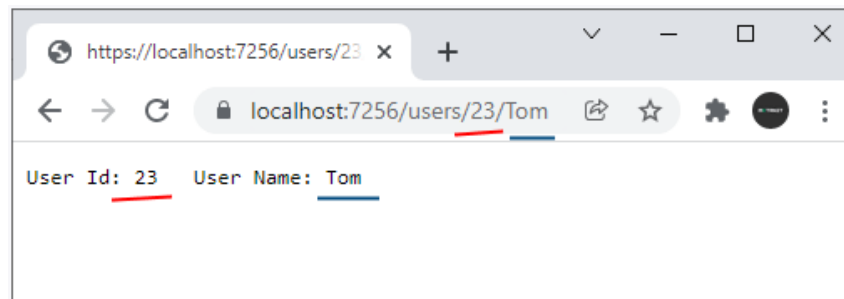 https://localhost:7256/users/23
localhost:7256/users/23/Tom
User Id: 23 User Name: Tom